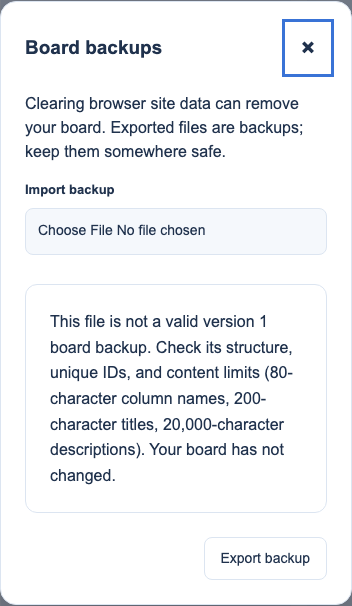 Board backups
×
Clearing browser site data can remove
your board. Exported files are backups;
keep them somewhere safe.
Import backup
Choose File No file chosen
This file is not a valid version 1
board backup. Check its structure,
unique IDs, and content limits (80-
character column names, 200-
character titles, 20,000-character
descriptions). Your board has not
changed.
Export backup